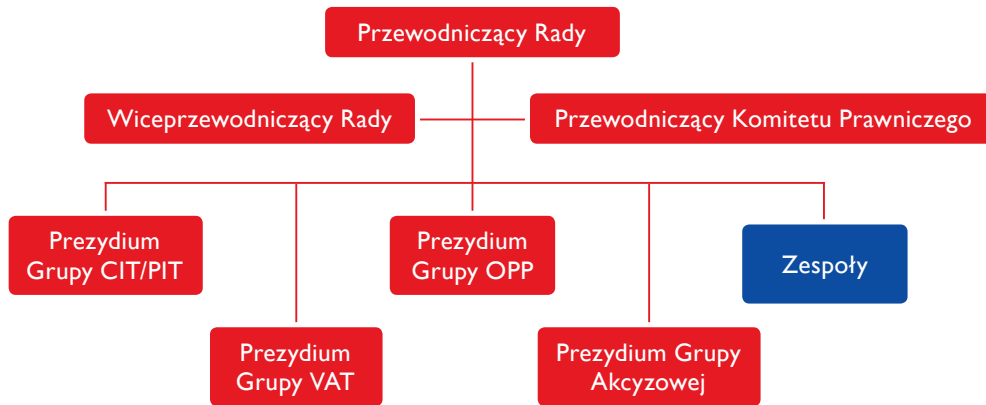 Przewodniczący Rady
Wiceprzewodniczący Rady
Przewodniczący Komitetu Prawniczego
Prezydium
Grupy CIT/PIT
Prezydium
Grupy OPP
Zespoły
Prezydium
Grupy VAT
Prezydium Grupy
Akcyzowej